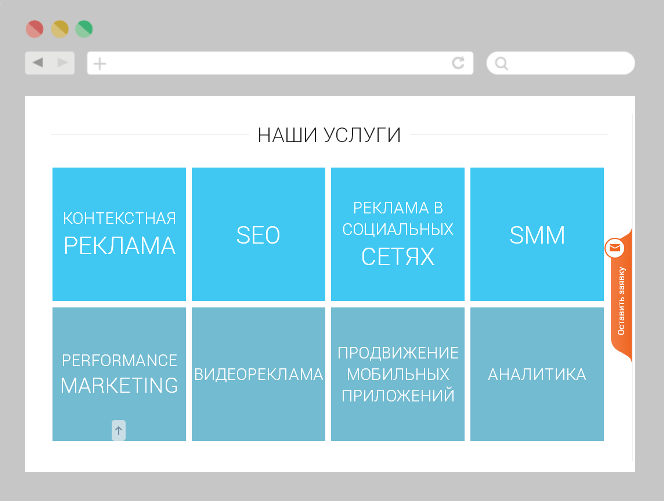 НАШИ УСЛУГИ
КОНТЕКСТНАЯ
РЕКЛАМА
SEO
РЕКЛАМА В
СОЦИАЛЬНЫХ
СЕТЯХ
SMM
Оставить заявку
PERFORMANCE
MARKETING
ВИДЕОРЕКЛАМА
ПРОДВИЖЕНИЕ
МОБИЛЬНЫХ
ПРИЛОЖЕНИЙ
АНАЛИТИКА